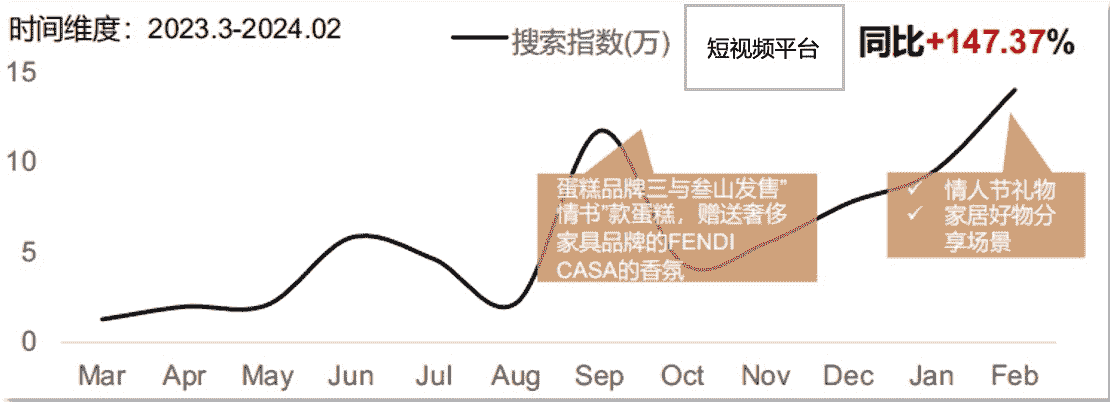 时间维度：2023.3-2024.02
搜索指数(万)
短视频平台
同比+147.37%
15
10
5
0
蛋糕品牌三与叁山发售”
情书”款蛋糕，赠送奢侈
家具品牌的FENDI
CASA的香氛
✓ 情人节礼物
✓ 家居好物分
享场景
Mar Apr May Jun Jul Aug Sep Oct Nov Dec Jan Feb